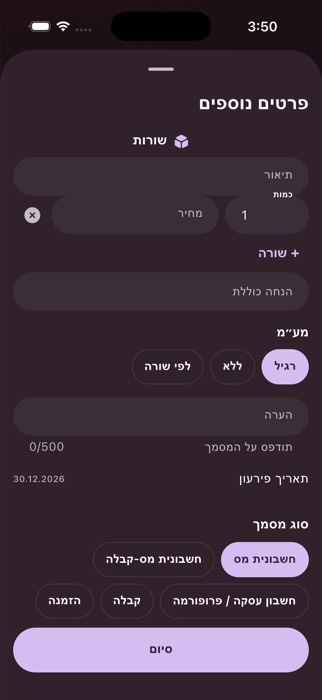 3:50
פרטים נוספים
שורות
תיאור
כמות
1 מחיר
+ שורה
הנחה כוללת
מע״מ
רגיל ללא לפי שורה
הערה
תודפס על המסמך 0/500
תאריך פירעון 30.12.2026
סוג מסמך
חשבונית מס חשבונית מס-קבלה
חשבון עסקה / פרופורמה קבלה הזמנה
סיום